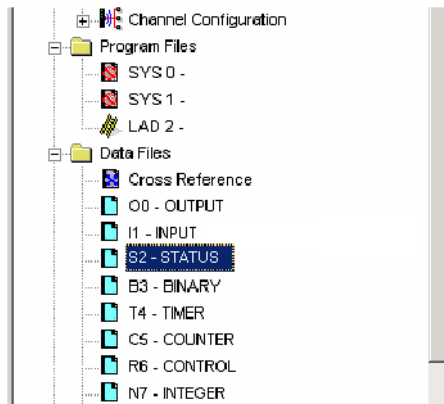 Channel Configuration
Program Files
SYS 0 -
SYS 1 -
LAD 2 -
Data Files
Cross Reference
O0 - OUTPUT
I1 - INPUT
S2 - STATUS
B3 - BINARY
T4 - TIMER
C5 - COUNTER
R6 - CONTROL
N7 - INTEGER